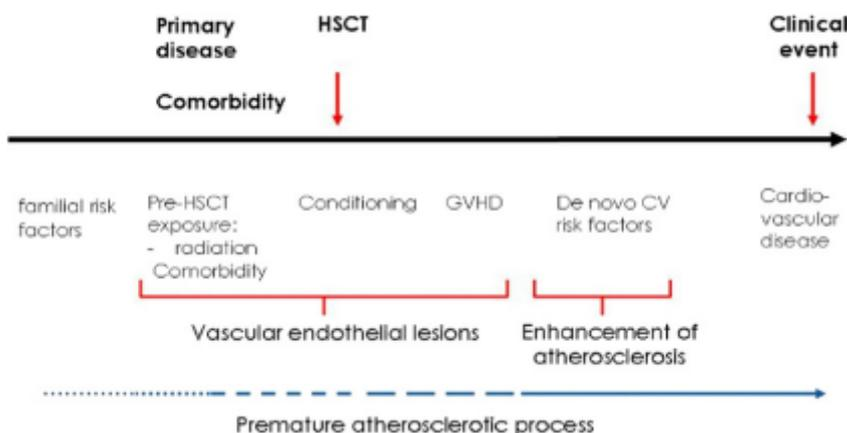 Primary disease
HSCT
Clinical event
Comorbidity
familial risk factors
Pre-HSCT exposure:
- radiation
Comorbidity
Conditioning
GVHD
De novo CV risk factors
Cardio-
vascular
disease
Vascular endothelial lesions
Enhancement of atherosclerosis
Premature atherosclerotic process